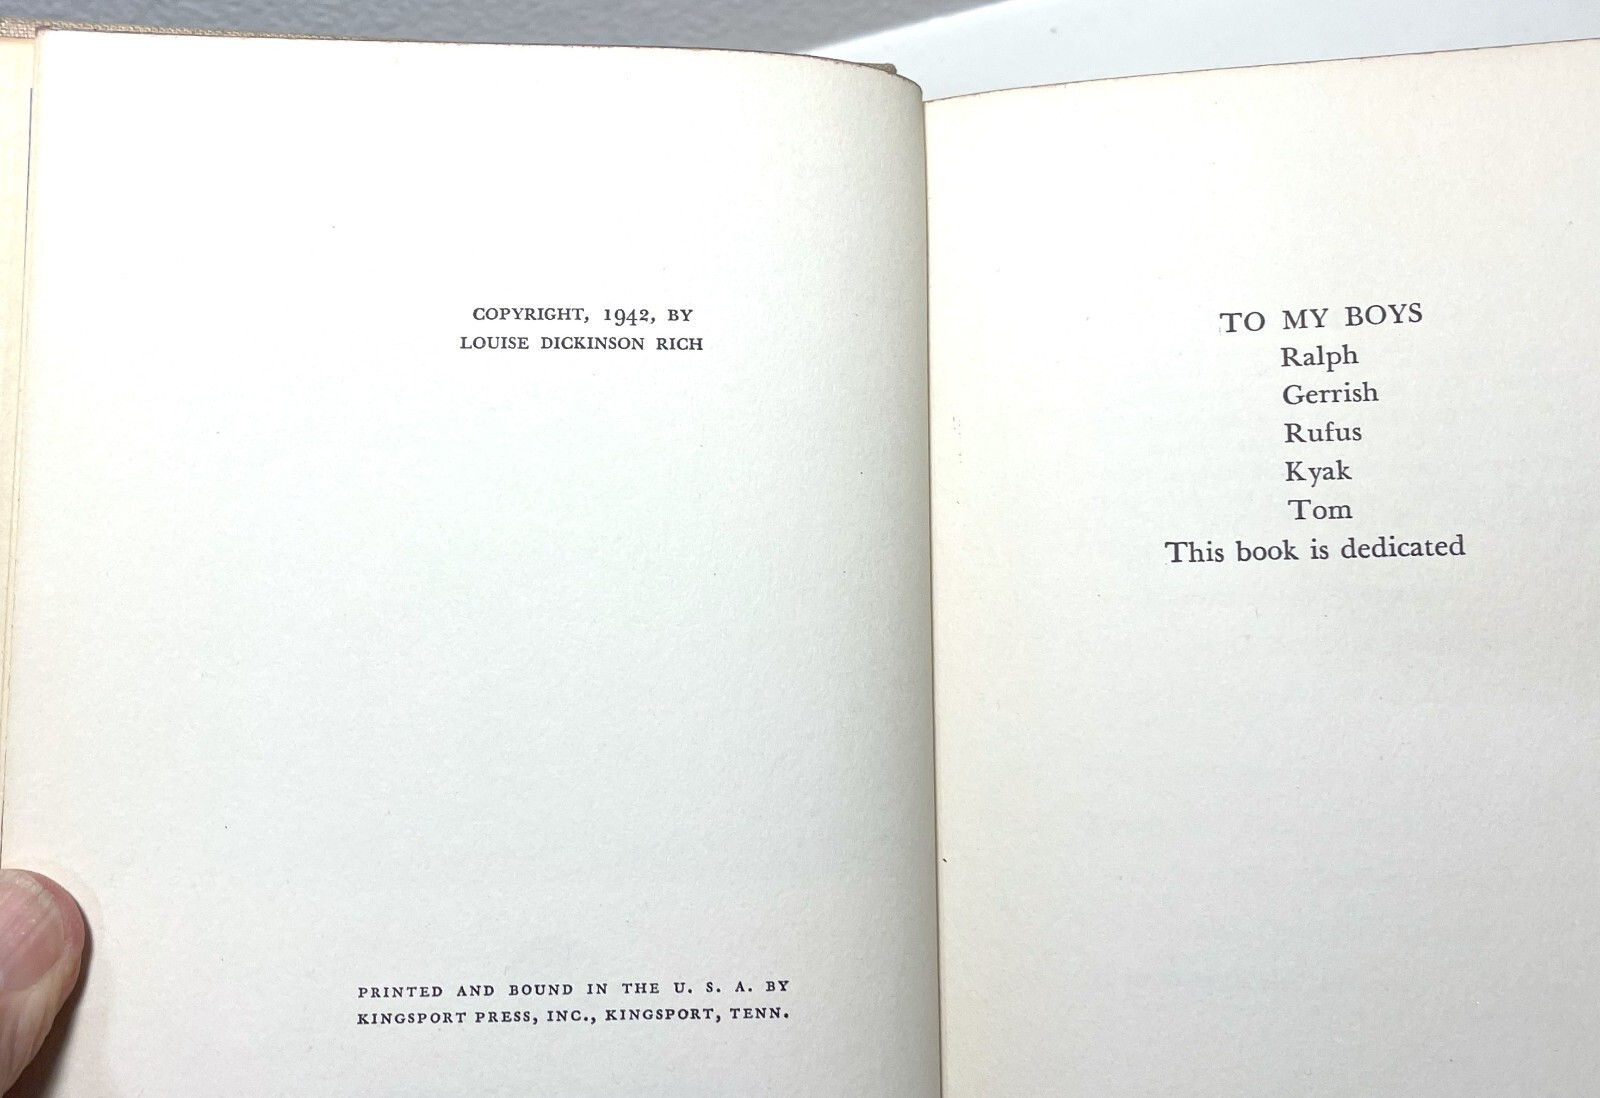 COPYRIGHT, 1942, BY
LOUISE DICKINSON RICH
PRINTED AND BOUND IN THE U. S. A. BY
KINGSPORT PRESS, INC., KINGSPORT, TENN.
TO MY BOYS
Ralph
Gerrish
Rufus
Kyak
Tom
This book is dedicated